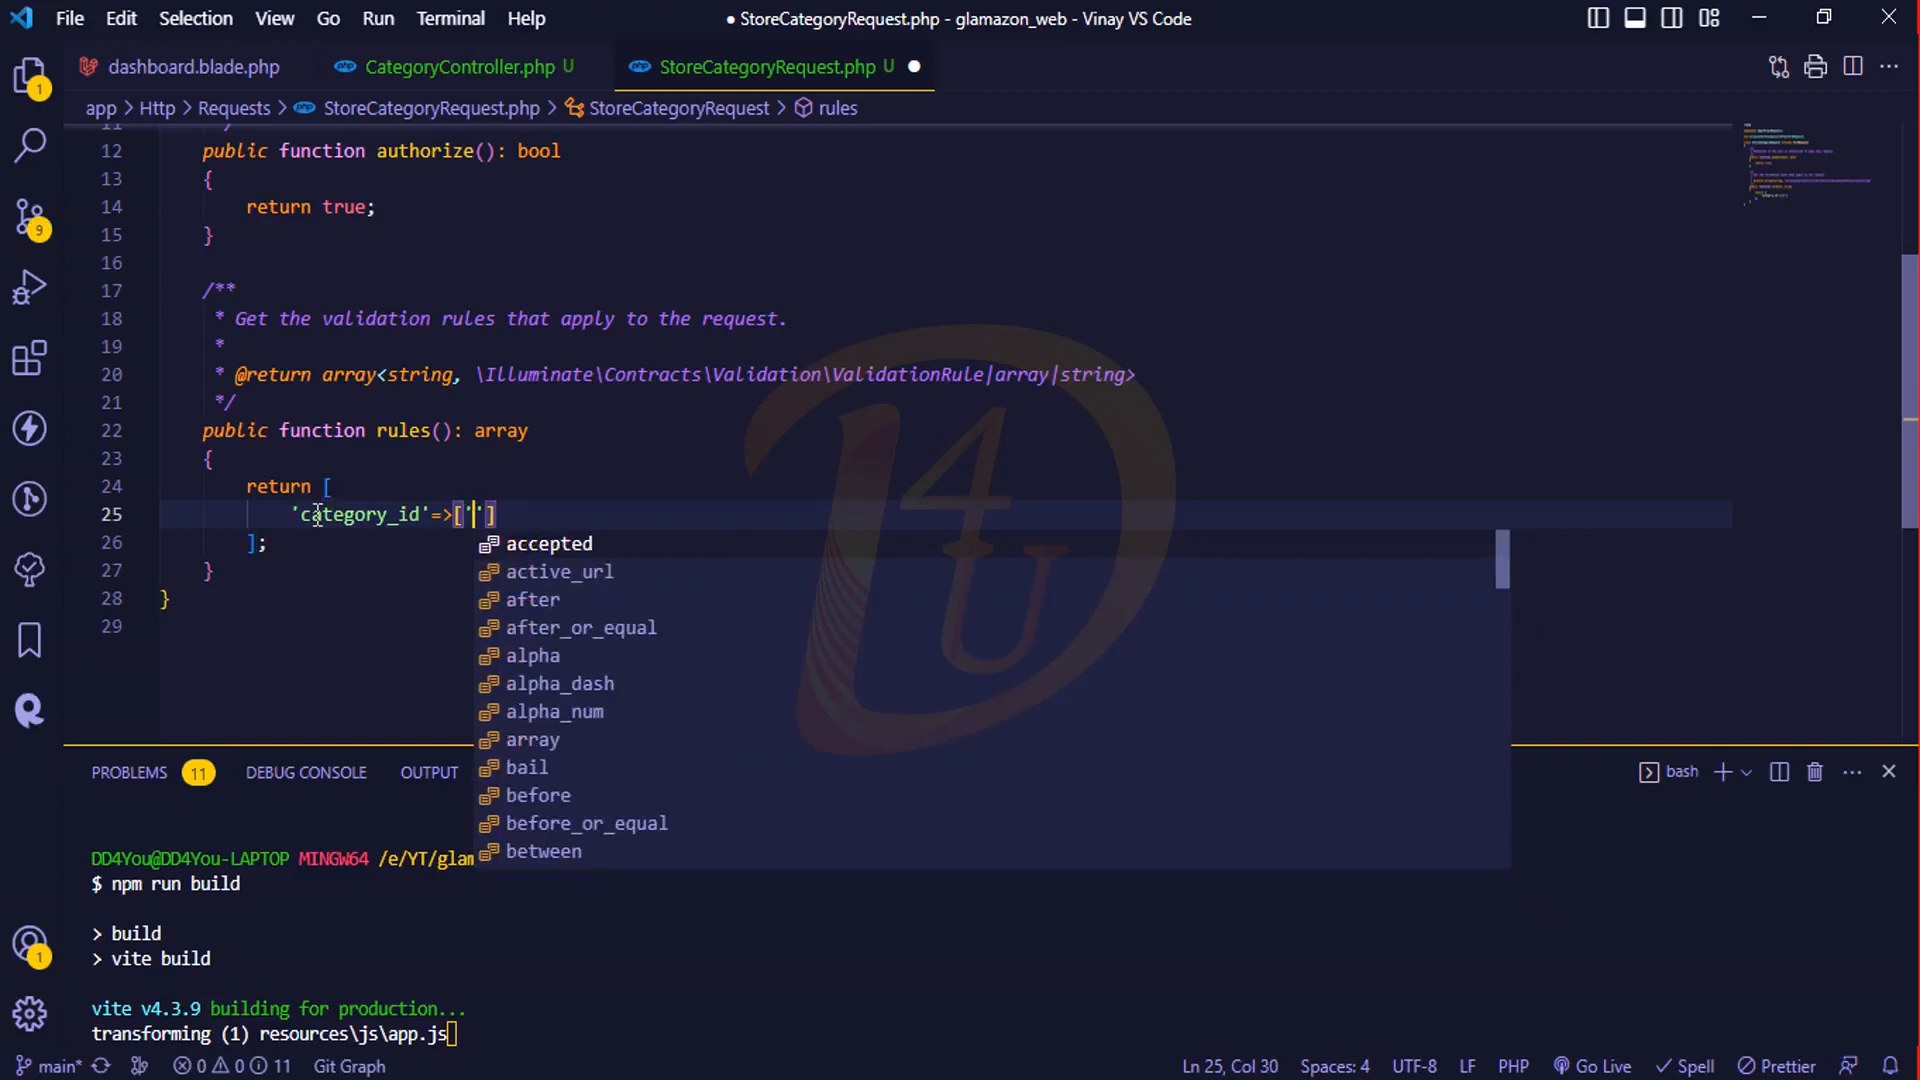 File Edit Selection View Go Run Terminal Help
● StoreCategoryRequest.php - glamazon_web - Vinay VS Code
dashboard.blade.php
CategoryController.php U
StoreCategoryRequest.php U
app > Http > Requests > StoreCategoryRequest.php > StoreCategoryRequest > rules
11 */
12 public function authorize(): bool
13 {
14 return true;
15 }
16
17 /**
18 * Get the validation rules that apply to the request.
19 *
20 * @return array<string, \Illuminate\Contracts\Validation\ValidationRule|array|string>
21 */
22 public function rules(): array
23 {
24 return [
25 'category_id'=>['']
26 ];
27 }
28 }
29
accepted
active_url
after
after_or_equal
alpha
alpha_dash
alpha_num
array
bail
before
before_or_equal
between
D4U
1
9
PROBLEMS 11 DEBUG CONSOLE OUTPUT
bash
DD4You@DD4You-LAPTOP MINGW64 /e/YT/glam
$ npm run build
> build
> vite build
vite v4.3.9 building for production...
transforming (1) resources\js\app.js
1
main* 0 0 11 Git Graph
Ln 25, Col 30 Spaces: 4 UTF-8 LF PHP Go Live Spell Prettier